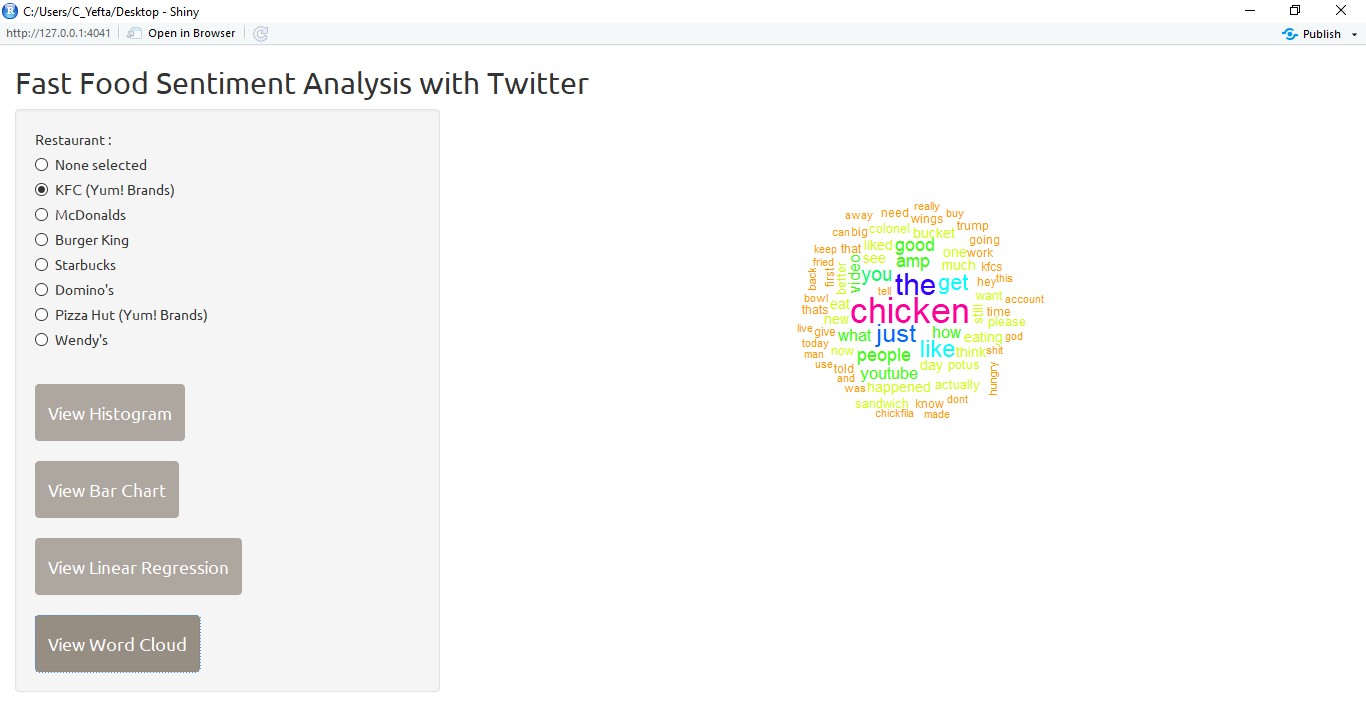 C:/Users/C_Yefta/Desktop - Shiny
http://127.0.0.1:4041 Open in Browser Publish
Fast Food Sentiment Analysis with Twitter
Restaurant :
None selected
KFC (Yum! Brands)
McDonalds
Burger King
Starbucks
Domino's
Pizza Hut (Yum! Brands)
Wendy's
View Histogram
View Bar Chart
View Linear Regression
View Word Cloud
really
away need wings buy
can big colonel bucket trump
keep that liked good one work going
fried see amp much kfcs
back first better video you the get hey this
tell
bowl want account
thats eat chicken still time
new please
live give what just how eating god
today now people like think shit
man
use told youtube day potus
and hungry
was happened actually
sandwich know dont
chickfila made